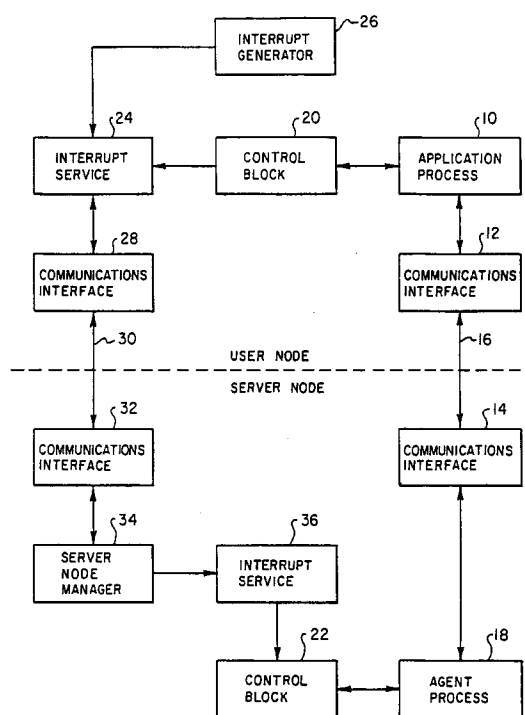 26
INTERRUPT
GENERATOR
24
INTERRUPT
SERVICE
20
CONTROL
BLOCK
10
APPLICATION
PROCESS
28
COMMUNICATIONS
INTERFACE
12
COMMUNICATIONS
INTERFACE
30
16
USER NODE
SERVER NODE
32
COMMUNICATIONS
INTERFACE
14
COMMUNICATIONS
INTERFACE
34
SERVER
NODE
MANAGER
36
INTERRUPT
SERVICE
22
CONTROL
BLOCK
18
AGENT
PROCESS